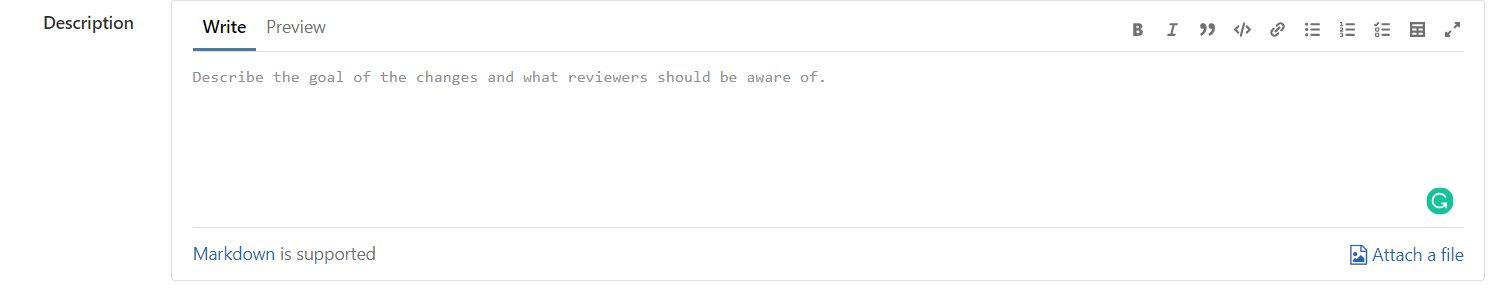 Description
Write Preview
Describe the goal of the changes and what reviewers should be aware of.
Markdown is supported
Attach a file